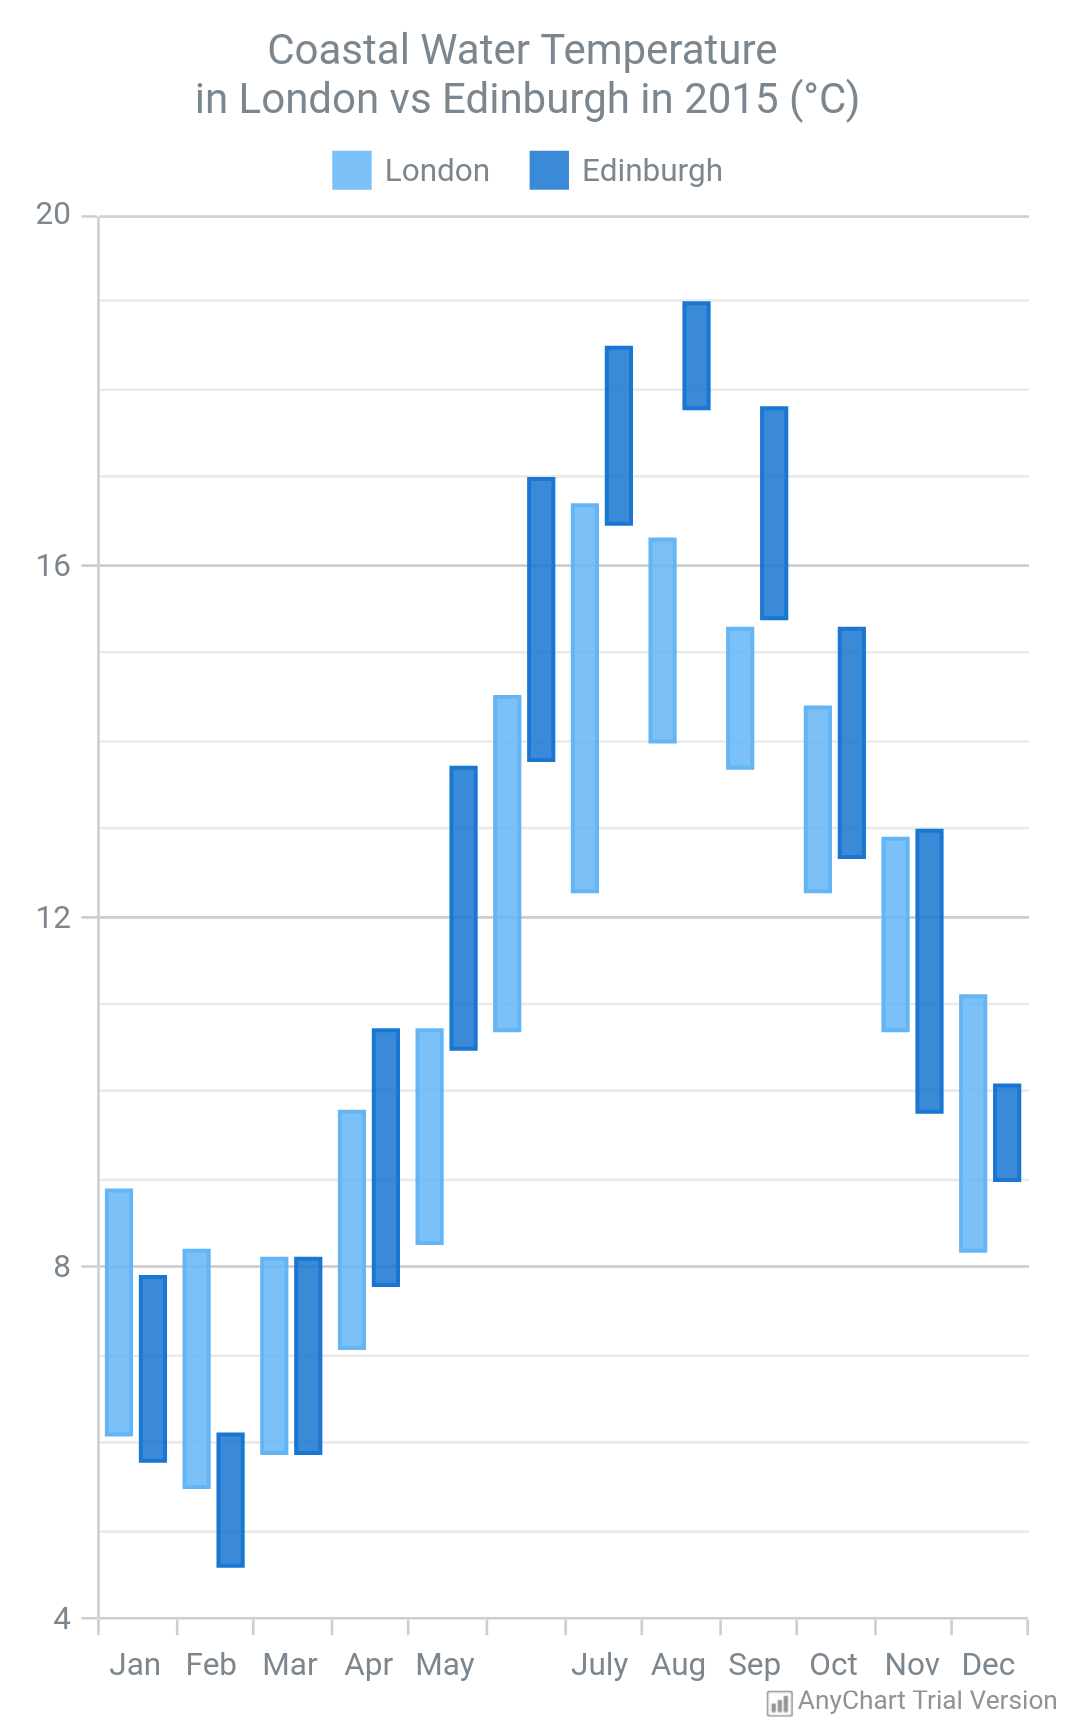 Coastal Water Temperature
in London vs Edinburgh in 2015 (°C)
London Edinburgh
20
16
12
8
4
Jan Feb Mar Apr May July Aug Sep Oct Nov Dec
AnyChart Trial Version